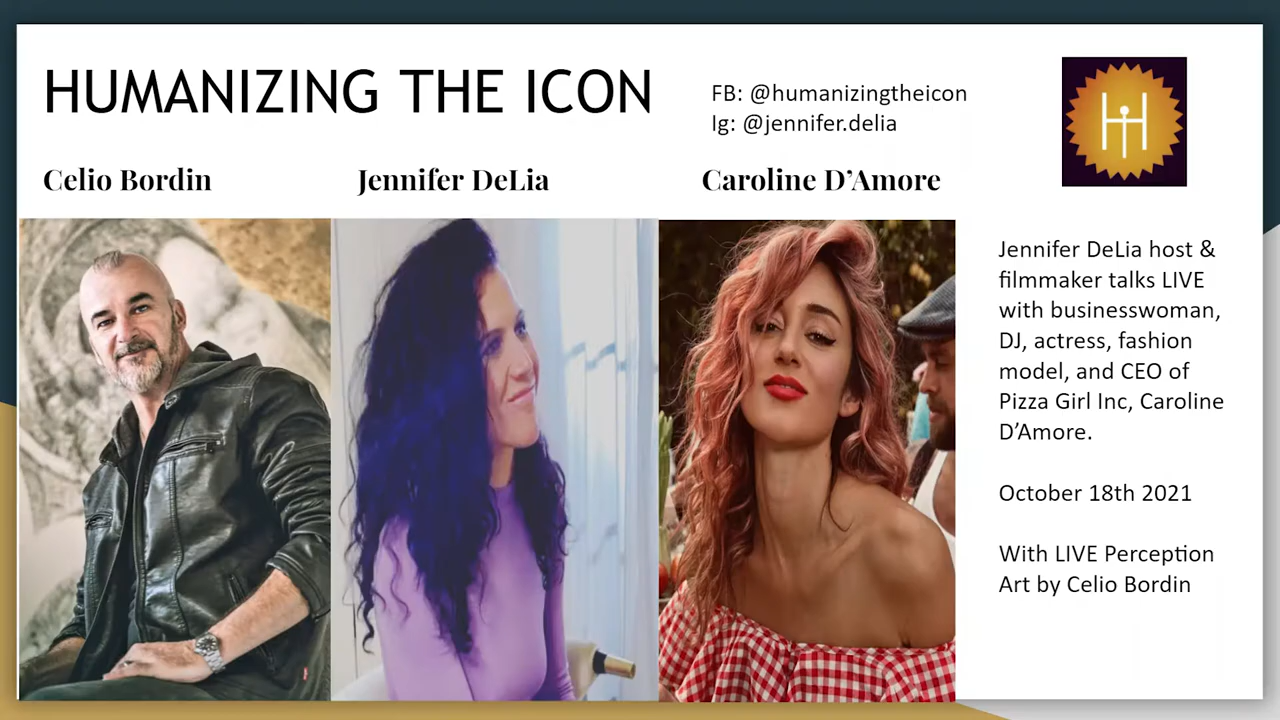 HUMANIZING THE ICON
FB: @humanizingtheicon
Ig: @jennifer.delia
Celio Bordin
Jennifer DeLia
Caroline D’Amore
Jennifer DeLia host &
filmmaker talks LIVE
with businesswoman,
DJ, actress, fashion
model, and CEO of
Pizza Girl Inc, Caroline
D’Amore.
October 18th 2021
With LIVE Perception
Art by Celio Bordin